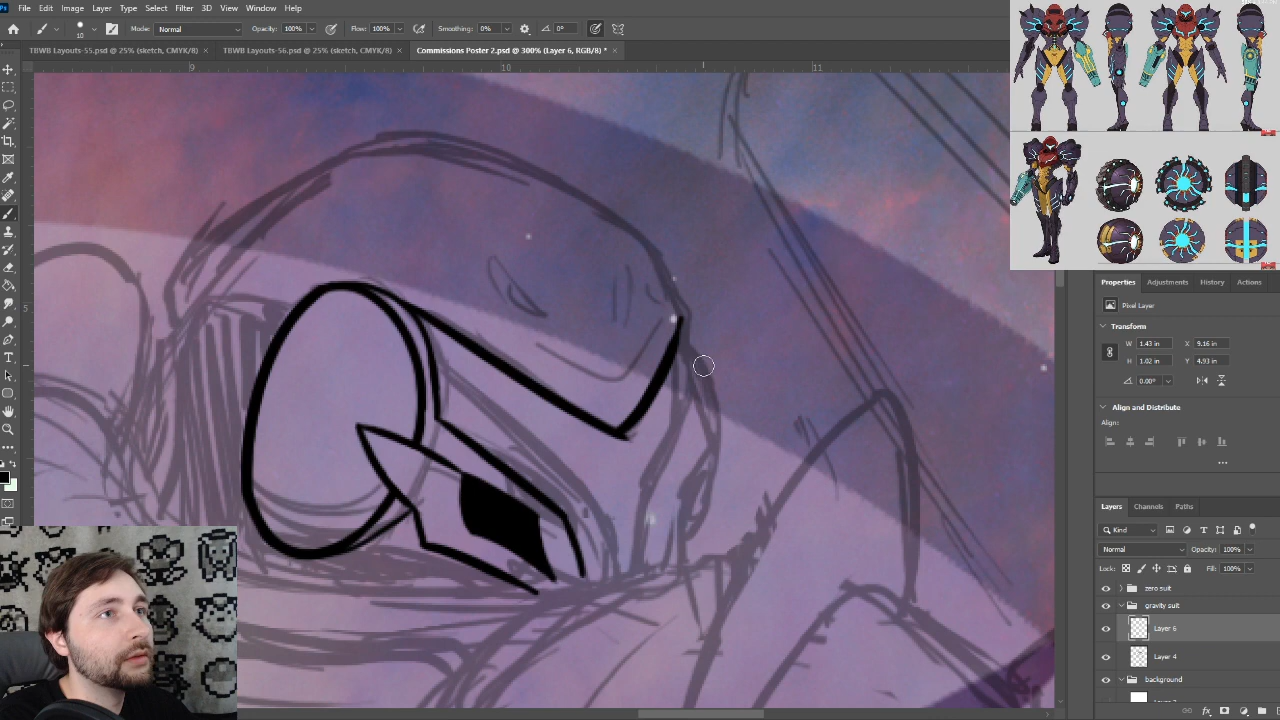 File Edit Image Layer Type Select Filter 3D View Window Help
10 Mode: Normal Opacity: 100% Flow: 100% Smoothing: 0% 0°
TBWB Layouts-55.psd @ 25% (sketch, CMYK/8) × TBWB Layouts-56.psd @ 25% (sketch, CMYK/8) × Commissions Poster 2.psd @ 300% (Layer 6, RGB/8) * ×
9 10 11
5
Properties Adjustments History Actions
Pixel Layer
Transform
W 1.43 in X 9.16 in
H 1.02 in Y 4.93 in
0.00°
Align and Distribute
Align:
...
Layers Channels Paths
Kind
Normal Opacity: 100%
Lock: Fill: 100%
zero suit
gravity suit
Layer 6
Layer 4
background